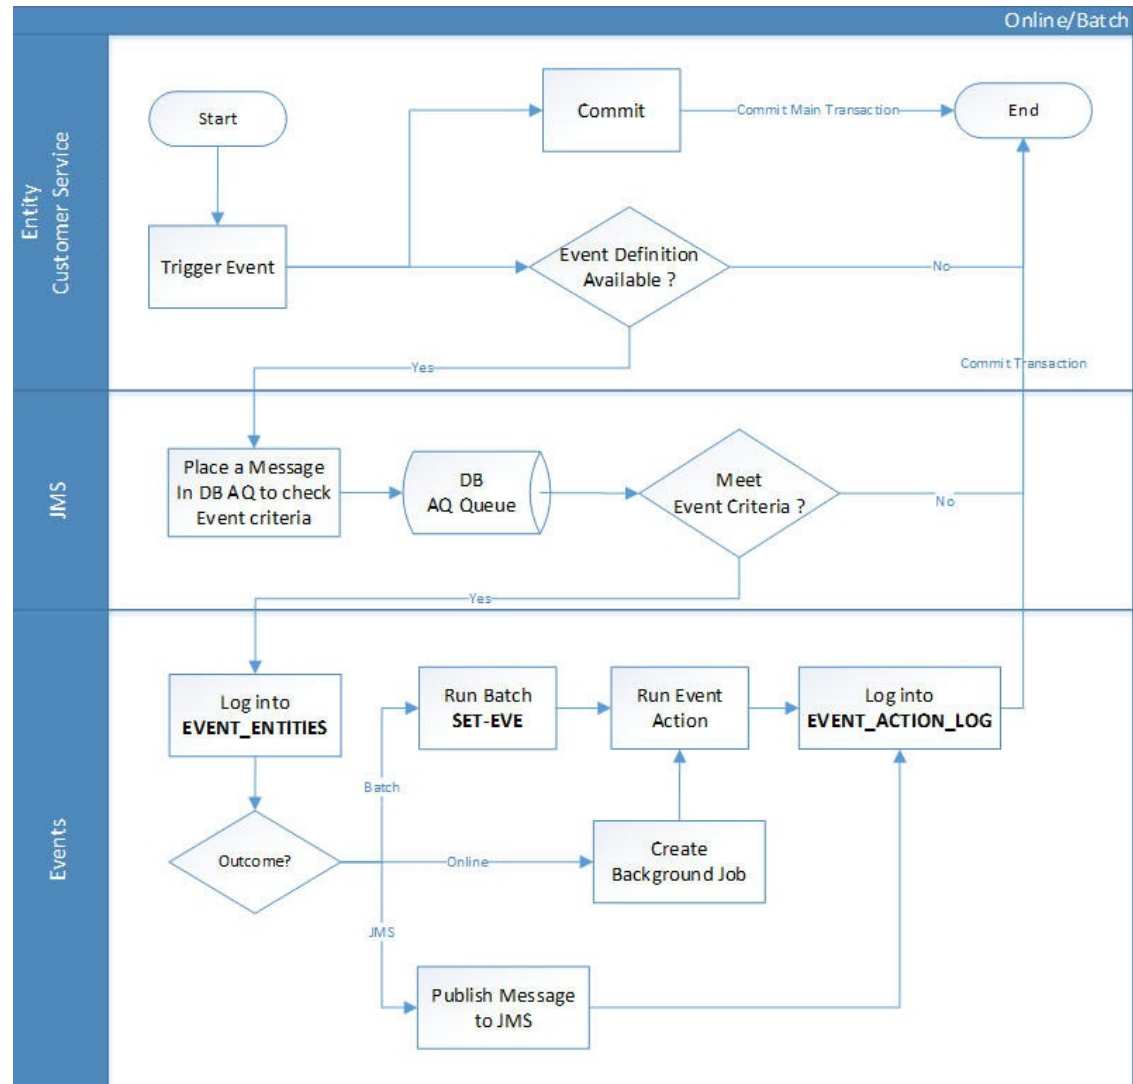 Online/Batch
Entity
Customer Service
Start
Commit
Commit Main Transaction
End
Trigger Event
Event Definition
Available ?
No
Yes
Commit Transaction
JMS
Place a Message
In DB AQ to check
Event criteria
DB
AQ Queue
Meet
Event Criteria ?
No
Yes
Events
Log into
EVENT_ENTITIES
Run Batch
SET-EVE
Run Event
Action
Log into
EVENT_ACTION_LOG
Batch
Outcome?
Online
Create
Background Job
JMS
Publish Message
to JMS